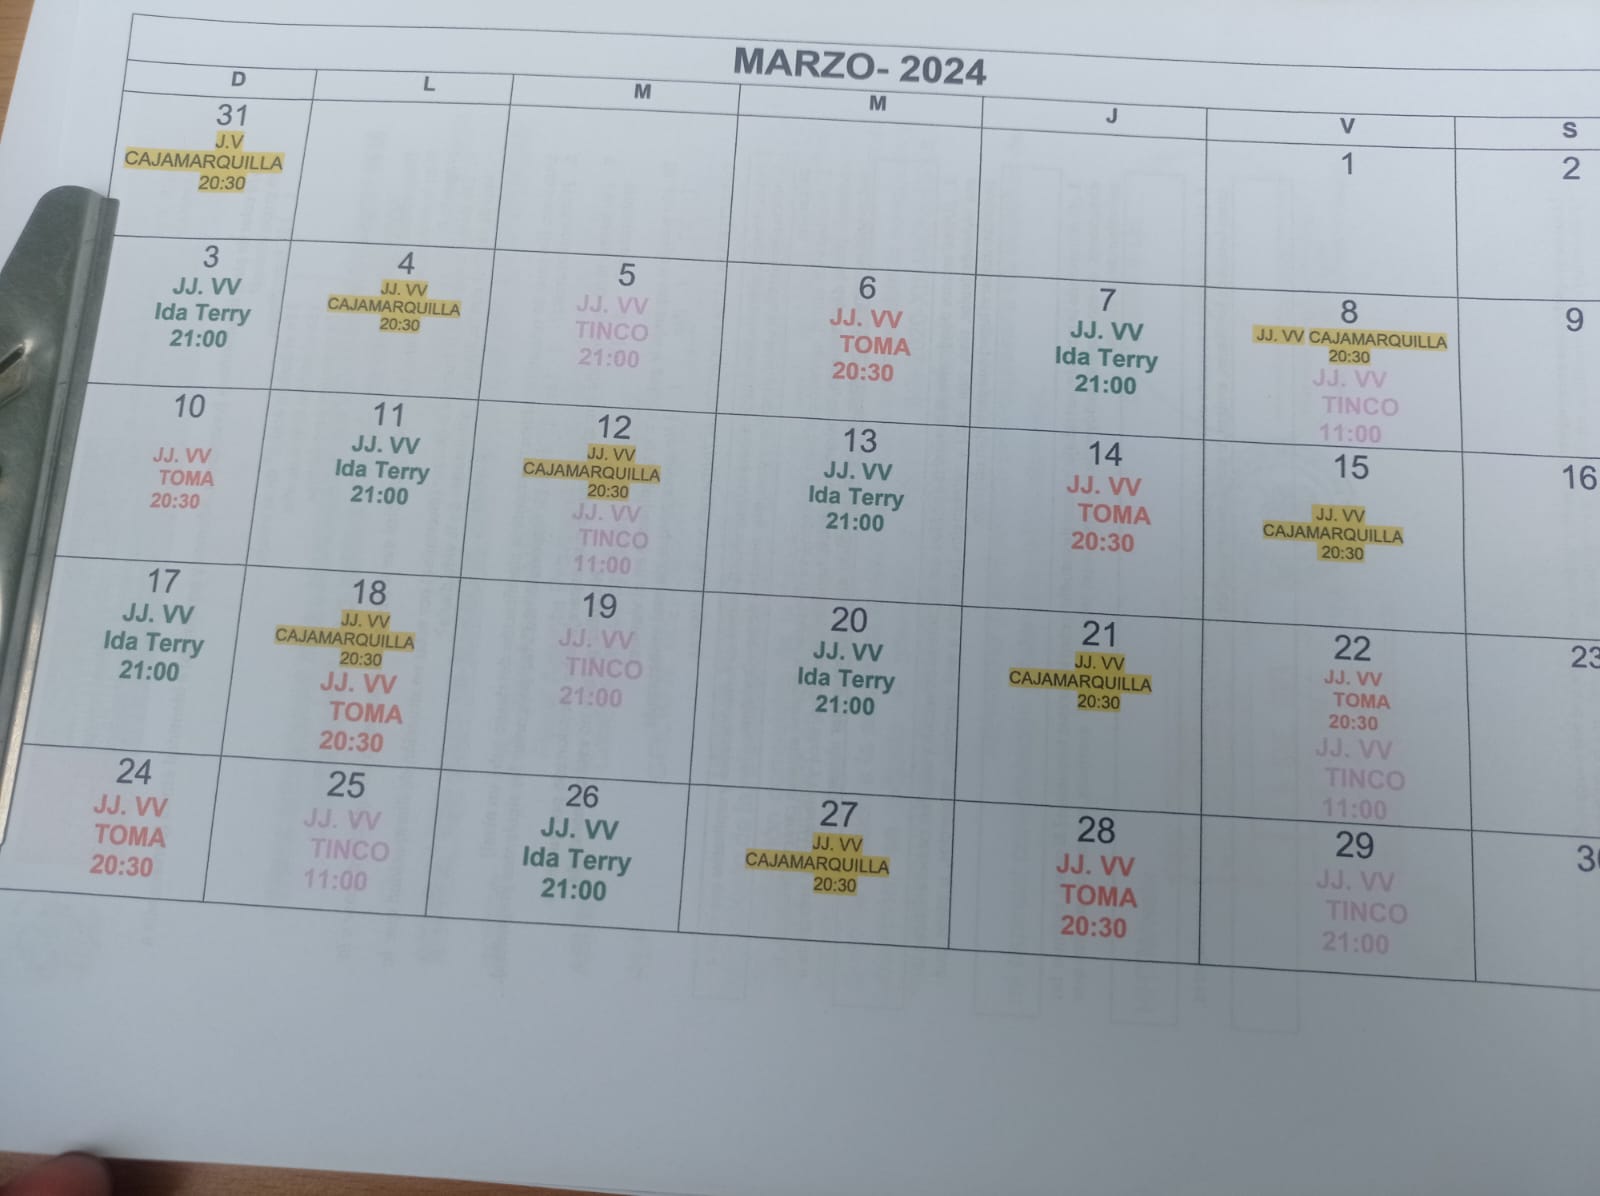 MARZO- 2024
D L M M J V S
31
J.V
CAJAMARQUILLA
20:30
1
2
3
JJ. VV
Ida Terry
21:00
4
JJ. VV
CAJAMARQUILLA
20:30
5
JJ. VV
TINCO
21:00
6
JJ. VV
TOMA
20:30
7
JJ. VV
Ida Terry
21:00
8
JJ. VV CAJAMARQUILLA
20:30
JJ. VV
TINCO
11:00
9
10
JJ. VV
TOMA
20:30
11
JJ. VV
Ida Terry
21:00
12
JJ. VV
CAJAMARQUILLA
20:30
JJ. VV
TINCO
11:00
13
JJ. VV
Ida Terry
21:00
14
JJ. VV
TOMA
20:30
15
JJ. VV
CAJAMARQUILLA
20:30
16
17
JJ. VV
Ida Terry
21:00
18
JJ. VV
CAJAMARQUILLA
20:30
JJ. VV
TOMA
20:30
19
JJ. VV
TINCO
21:00
20
JJ. VV
Ida Terry
21:00
21
JJ. VV
CAJAMARQUILLA
20:30
22
JJ. VV
TOMA
20:30
JJ. VV
TINCO
11:00
23
24
JJ. VV
TOMA
20:30
25
JJ. VV
TINCO
11:00
26
JJ. VV
Ida Terry
21:00
27
JJ. VV
CAJAMARQUILLA
20:30
28
JJ. VV
TOMA
20:30
29
JJ. VV
TINCO
21:00
30